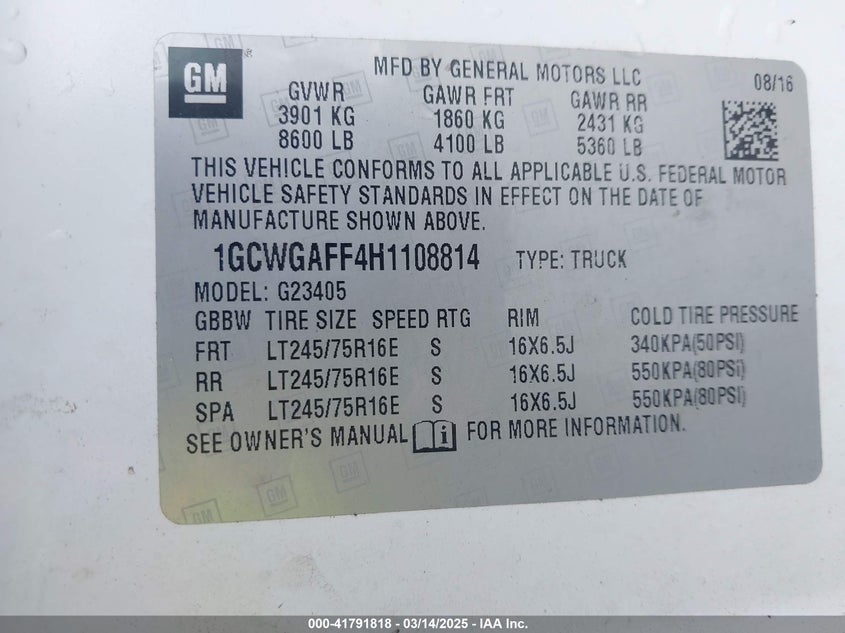 GM
MFD BY GENERAL MOTORS LLC
08/16
GVWR GAWR FRT GAWR RR
3901 KG 1860 KG 2431 KG
8600 LB 4100 LB 5360 LB
THIS VEHICLE CONFORMS TO ALL APPLICABLE U.S. FEDERAL MOTOR
VEHICLE SAFETY STANDARDS IN EFFECT ON THE DATE OF
MANUFACTURE SHOWN ABOVE.
1GCWGAFF4H1108814 TYPE: TRUCK
MODEL: G23405
GBBW TIRE SIZE SPEED RTG RIM COLD TIRE PRESSURE
FRT LT245/75R16E S 16X6.5J 340KPA(50PSI)
RR LT245/75R16E S 16X6.5J 550KPA(80PSI)
SPA LT245/75R16E S 16X6.5J 550KPA(80PSI)
SEE OWNER'S MANUAL FOR MORE INFORMATION.
000-41791818 — 03/14/2025 — IAA Inc.